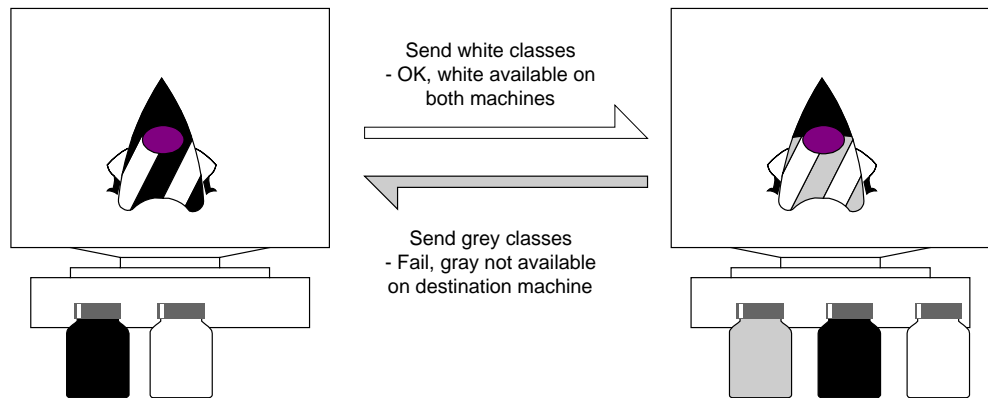 Send white classes
- OK, white available on
both machines
Send grey classes
- Fail, gray not available
on destination machine